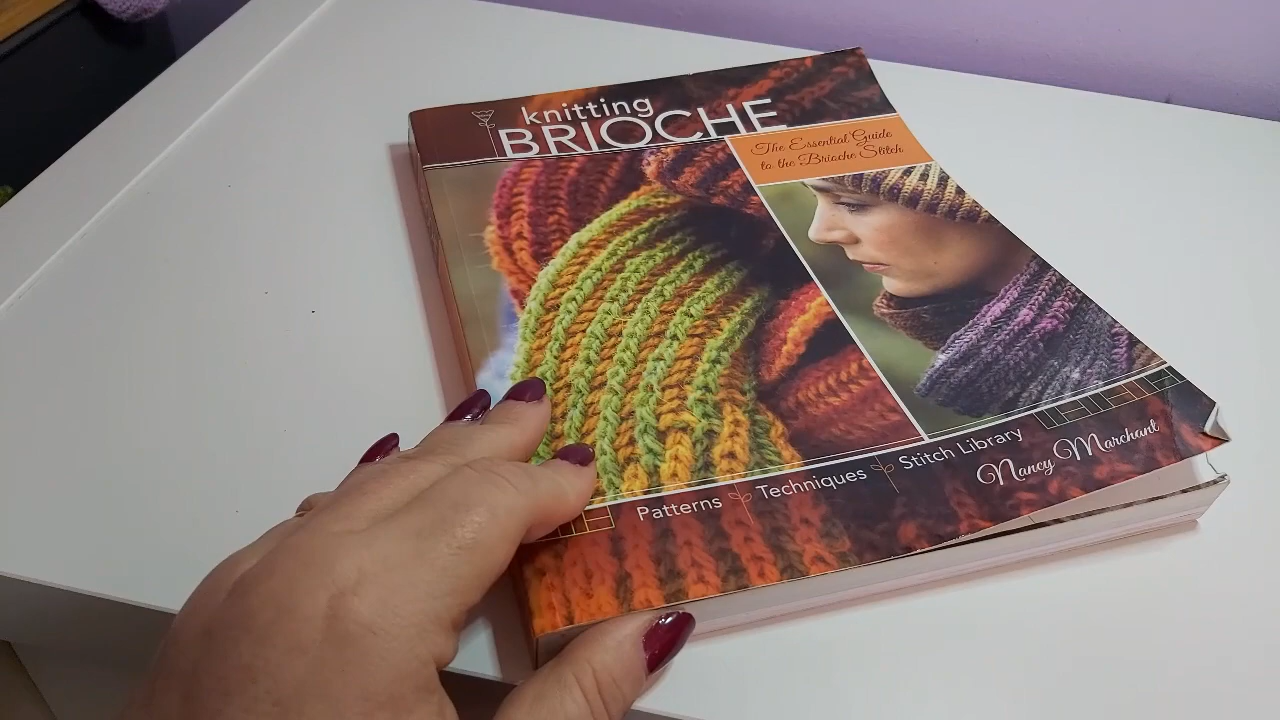 knitting
BRIOCHE
The Essential Guide
to the Brioche Stitch
Patterns Techniques Stitch Library
Nancy Marchant